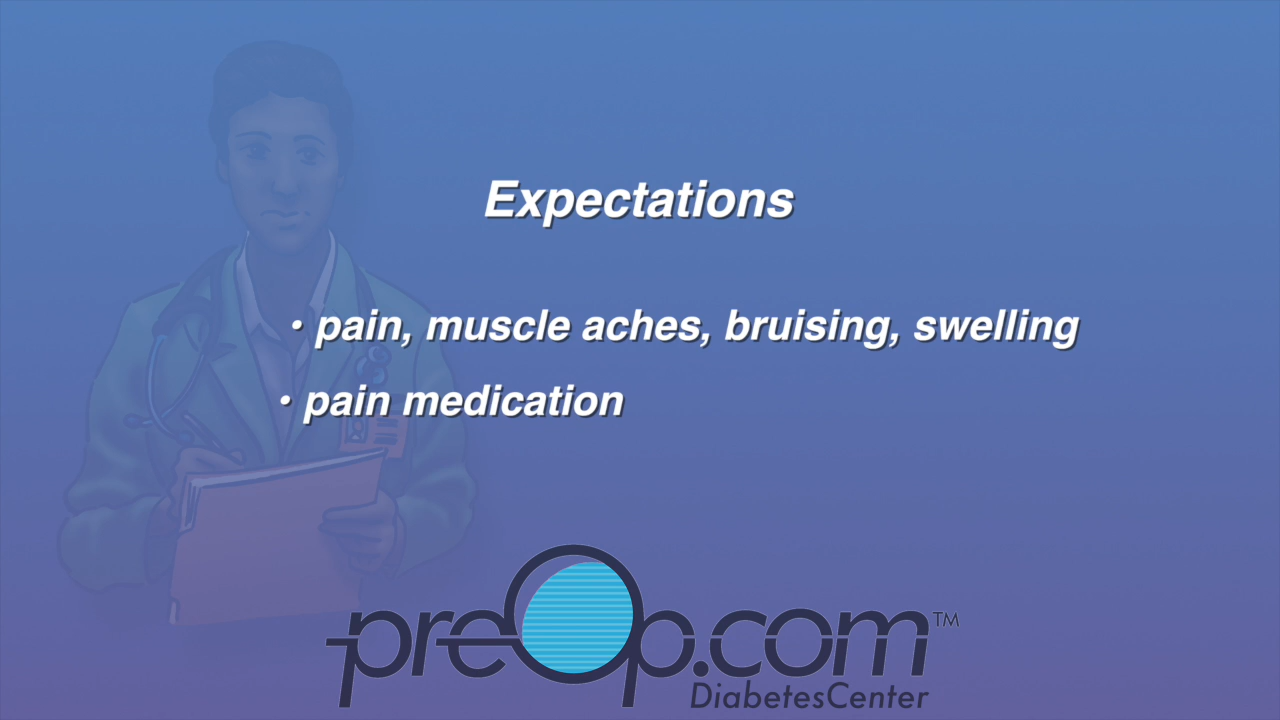 Expectations
• pain, muscle aches, bruising, swelling
• pain medication
preOp.com™
DiabetesCenter